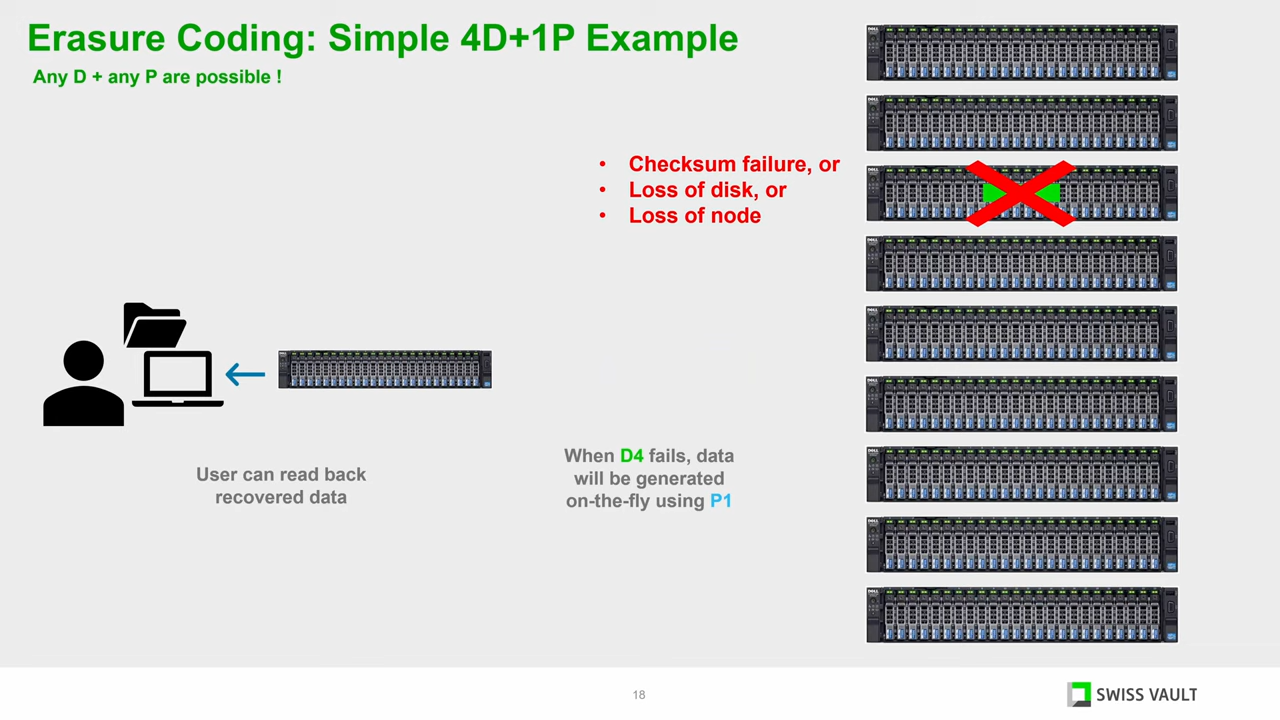 Erasure Coding: Simple 4D+1P Example
Any D + any P are possible !
• Checksum failure, or
• Loss of disk, or
• Loss of node
User can read back
recovered data
When D4 fails, data
will be generated
on-the-fly using P1
18
SWISS VAULT